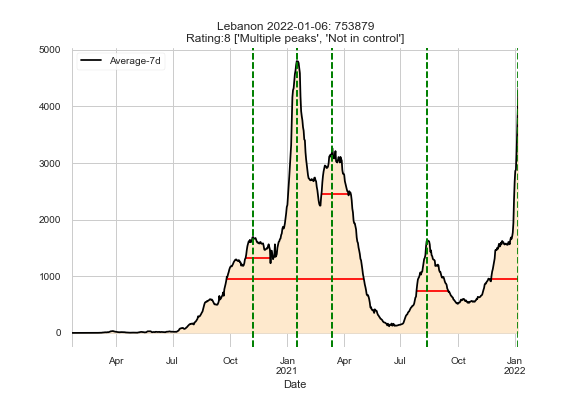 Lebanon 2022-01-06: 753879
Rating:8 ['Multiple peaks', 'Not in control']
Average-7d
5000
4000
3000
2000
1000
0
Apr
Jul
Oct
Jan
2021
Apr
Jul
Oct
Jan
2022
Date